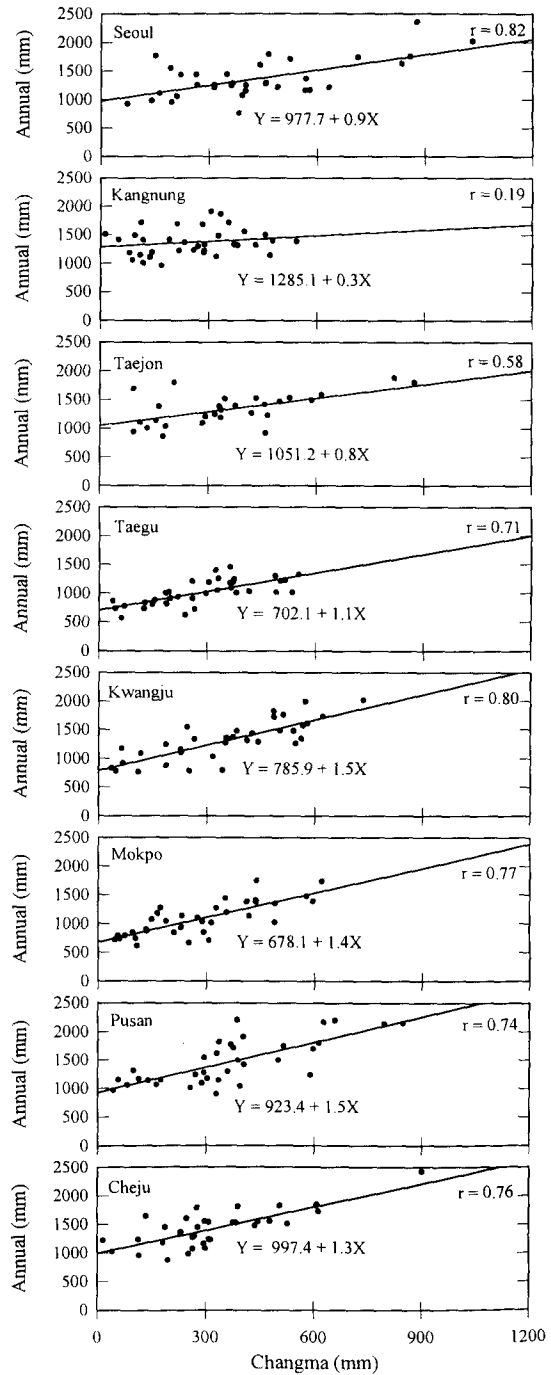 Annual (mm)
2500
2000
1500
1000
500
0
Seoul
r = 0.82
Y = 977.7 + 0.9X
Annual (mm)
2500
2000
1500
1000
500
0
Kangnung
r = 0.19
Y = 1285.1 + 0.3X
Annual (mm)
2500
2000
1500
1000
500
0
Taejon
r = 0.58
Y = 1051.2 + 0.8X
Annual (mm)
2500
2000
1500
1000
500
0
Taegu
r = 0.71
Y = 702.1 + 1.1X
Annual (mm)
2500
2000
1500
1000
500
0
Kwangju
r = 0.80
Y = 785.9 + 1.5X
Annual (mm)
2500
2000
1500
1000
500
0
Mokpo
r = 0.77
Y = 678.1 + 1.4X
Annual (mm)
2500
2000
1500
1000
500
0
Pusan
r = 0.74
Y = 923.4 + 1.5X
Annual (mm)
2500
2000
1500
1000
500
0
Cheju
r = 0.76
Y = 997.4 + 1.3X
0 300 600 900 1200
Changma (mm)